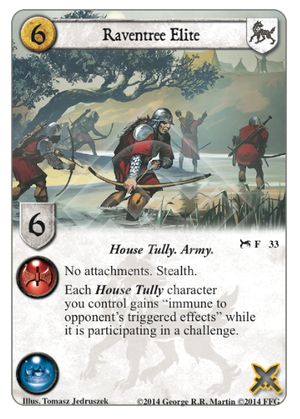 6
Raventree Elite
6
House Tully. Army.
F 33
No attachments. Stealth.
Each House Tully character
you control gains “immune to
opponent’s triggered effects” while
it is participating in a challenge.
Illus. Tomasz Jedruszek
©2014 George R.R. Martin ©2014 FFG